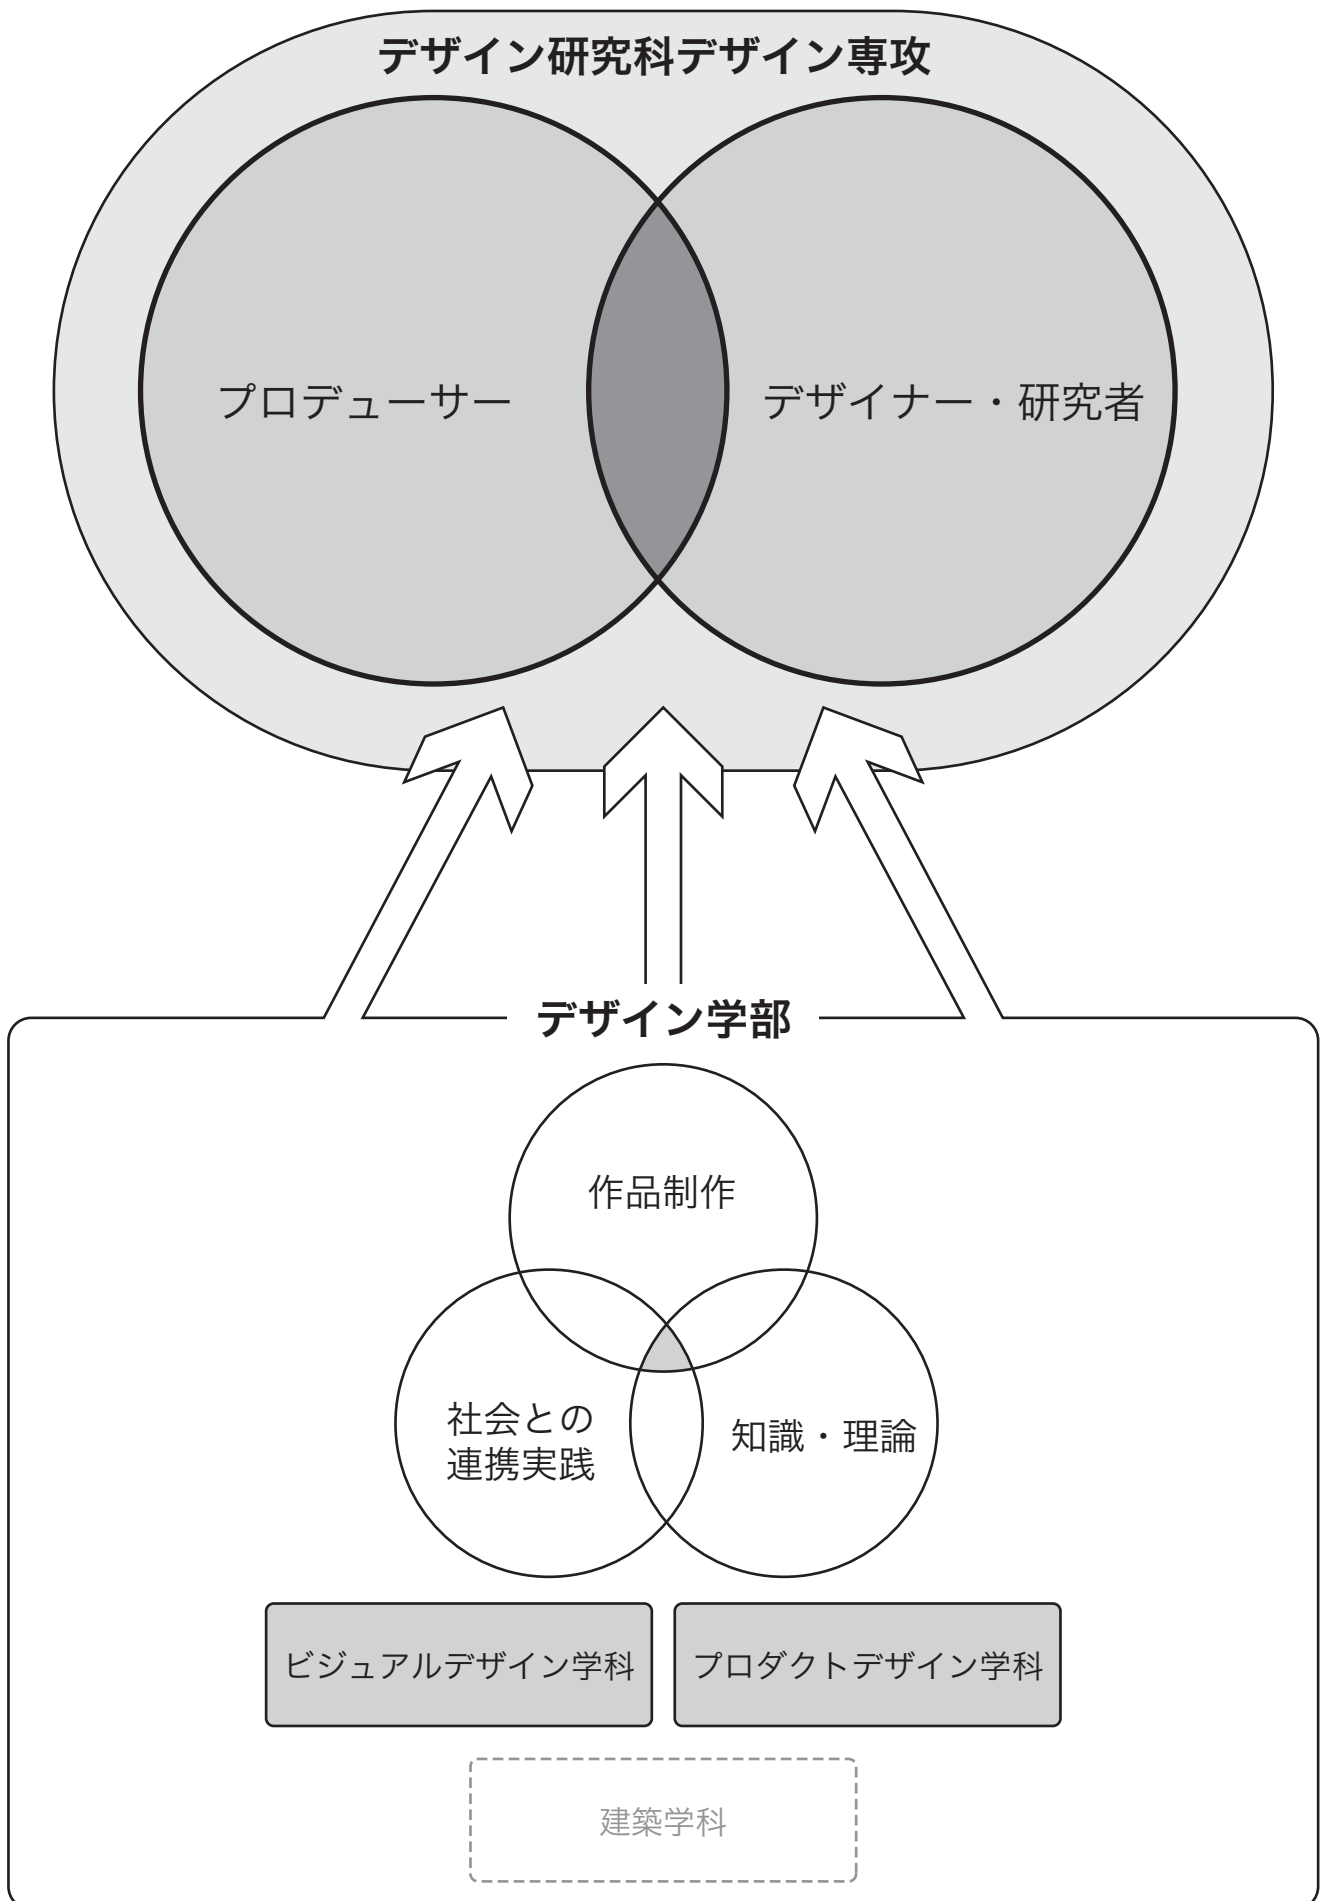 デザイン研究科デザイン専攻
プロデューサー
デザイナー・研究者
デザイン学部
作品制作
社会との
連携実践
知識・理論
ビジュアルデザイン学科
プロダクトデザイン学科
建築学科